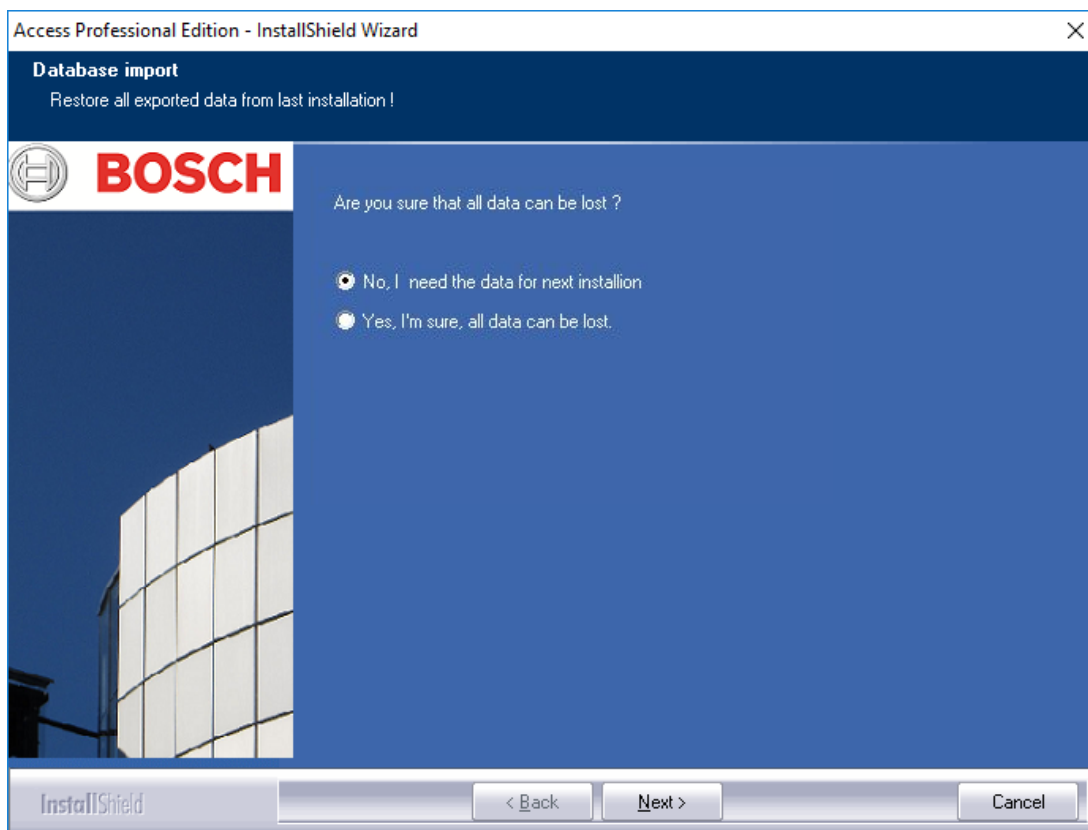 Access Professional Edition - InstallShield Wizard
Database import
Restore all exported data from last installation !
BOSCH
Are you sure that all data can be lost ?
No, I  need the data for next installion
Yes, I'm sure, all data can be lost.
InstallShield
< Back
Next >
Cancel